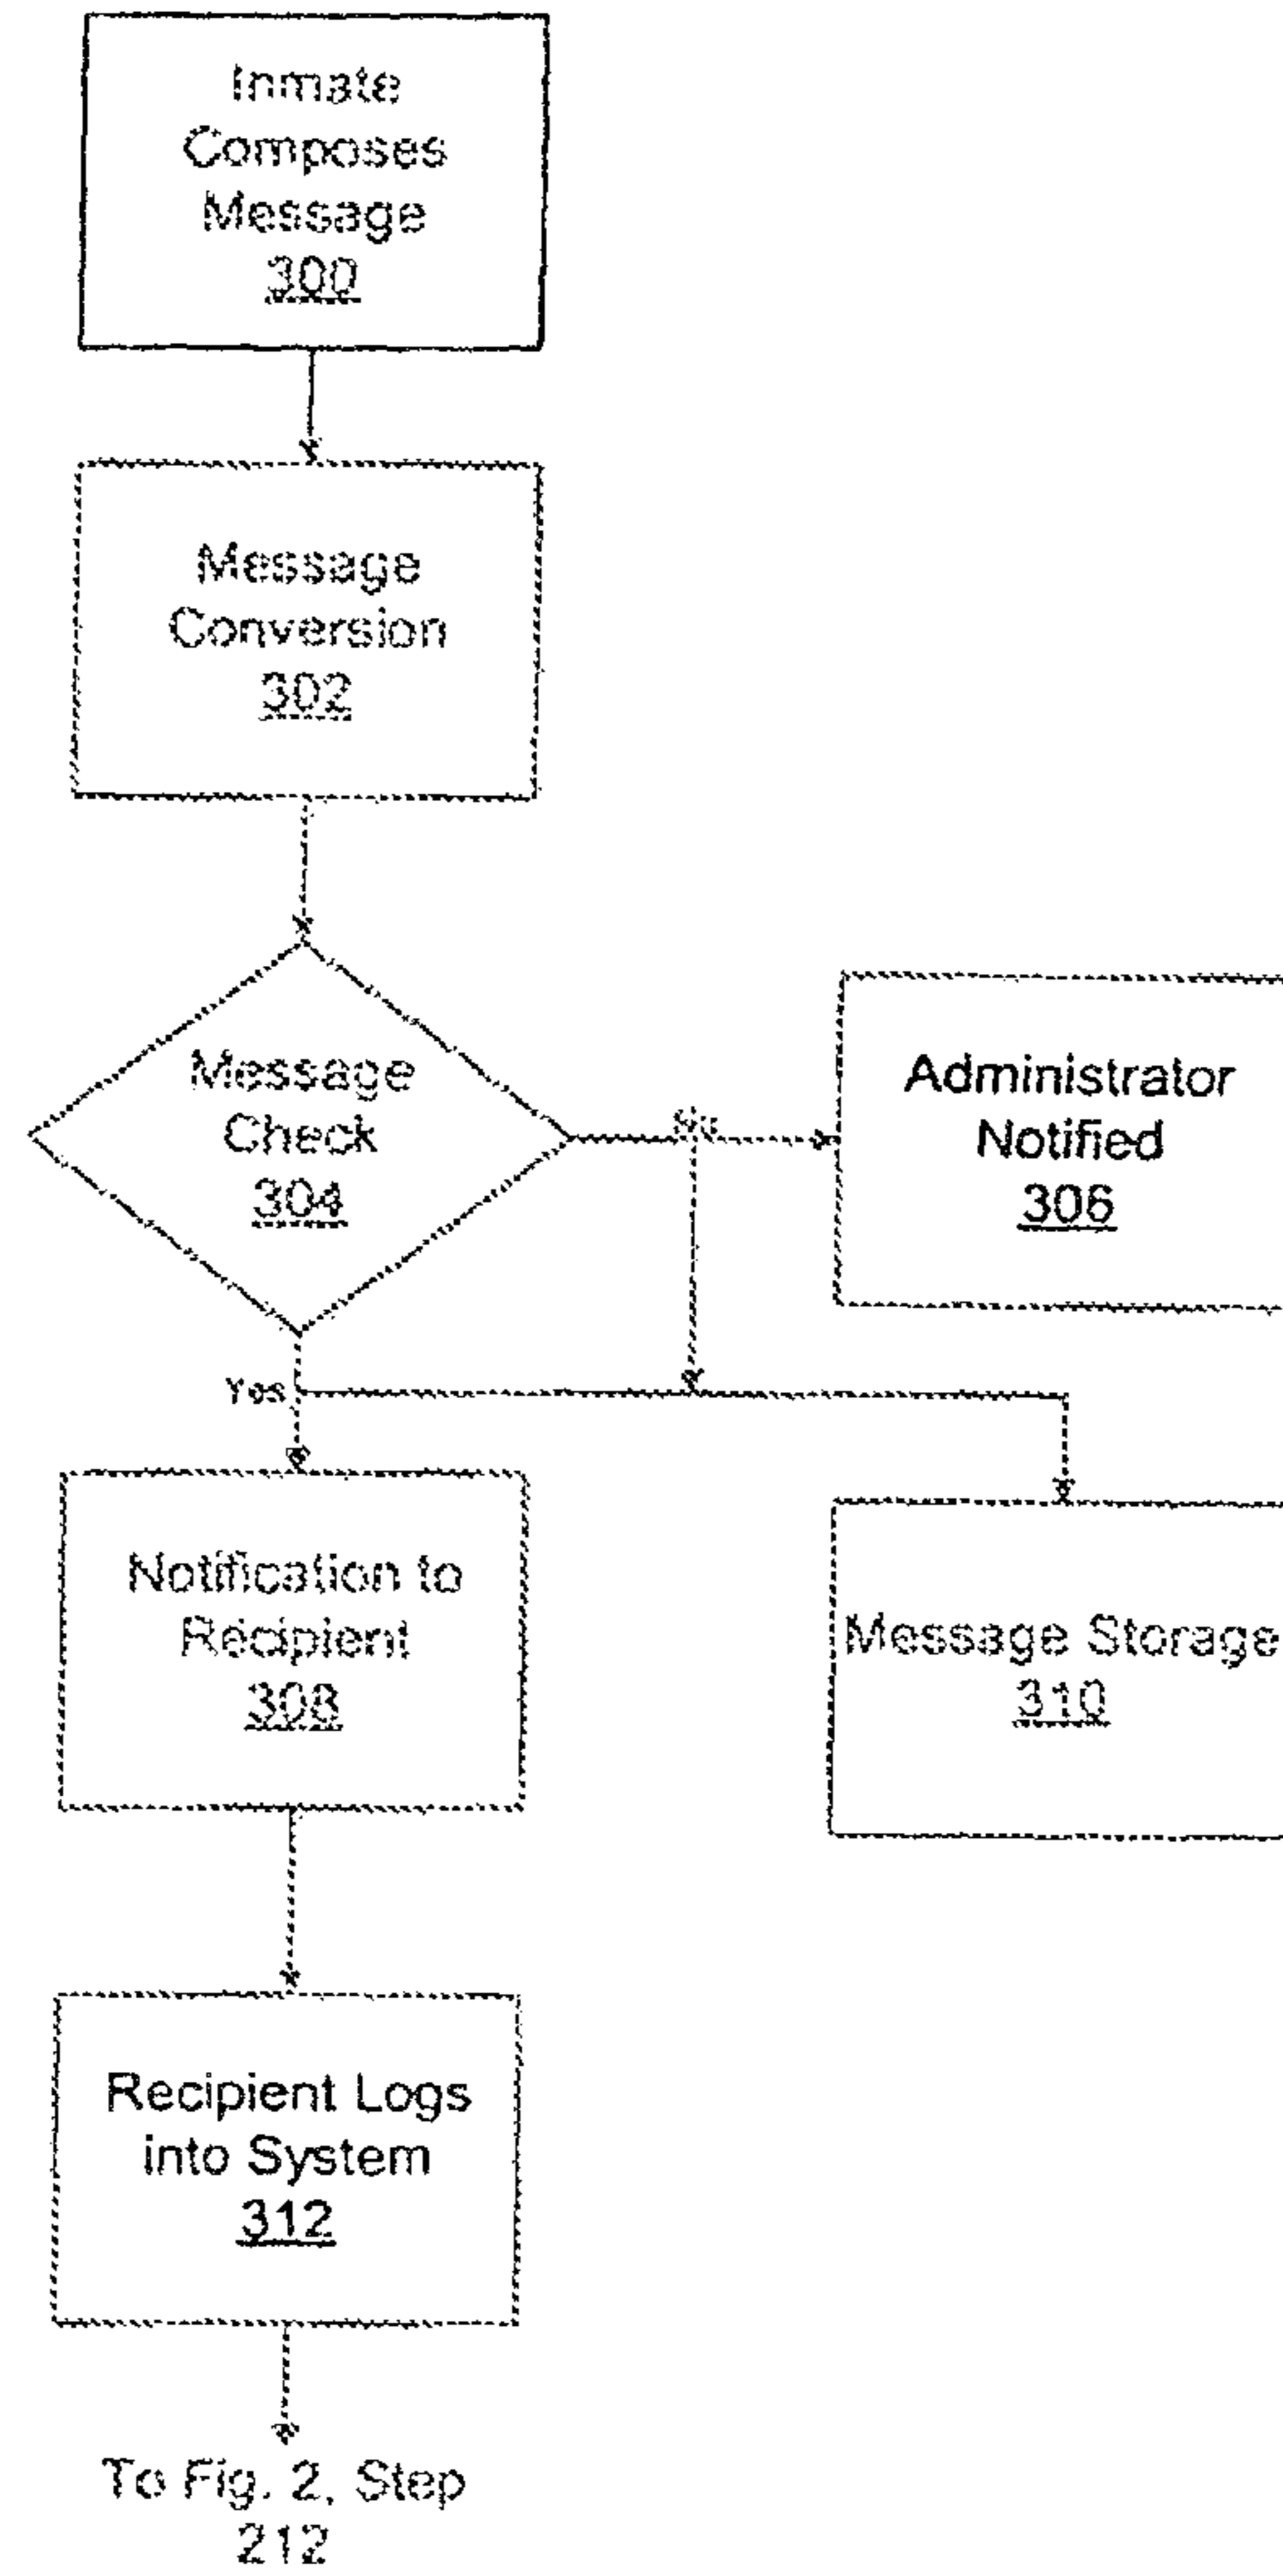 Inmate
Composes
Message
300
Message
Conversion
302
Message
Check
304
No
Administrator
Notified
306
Yes
Notification to
Recipient
308
Message Storage
310
Recipient Logs
into System
312
To Fig. 2, Step
212